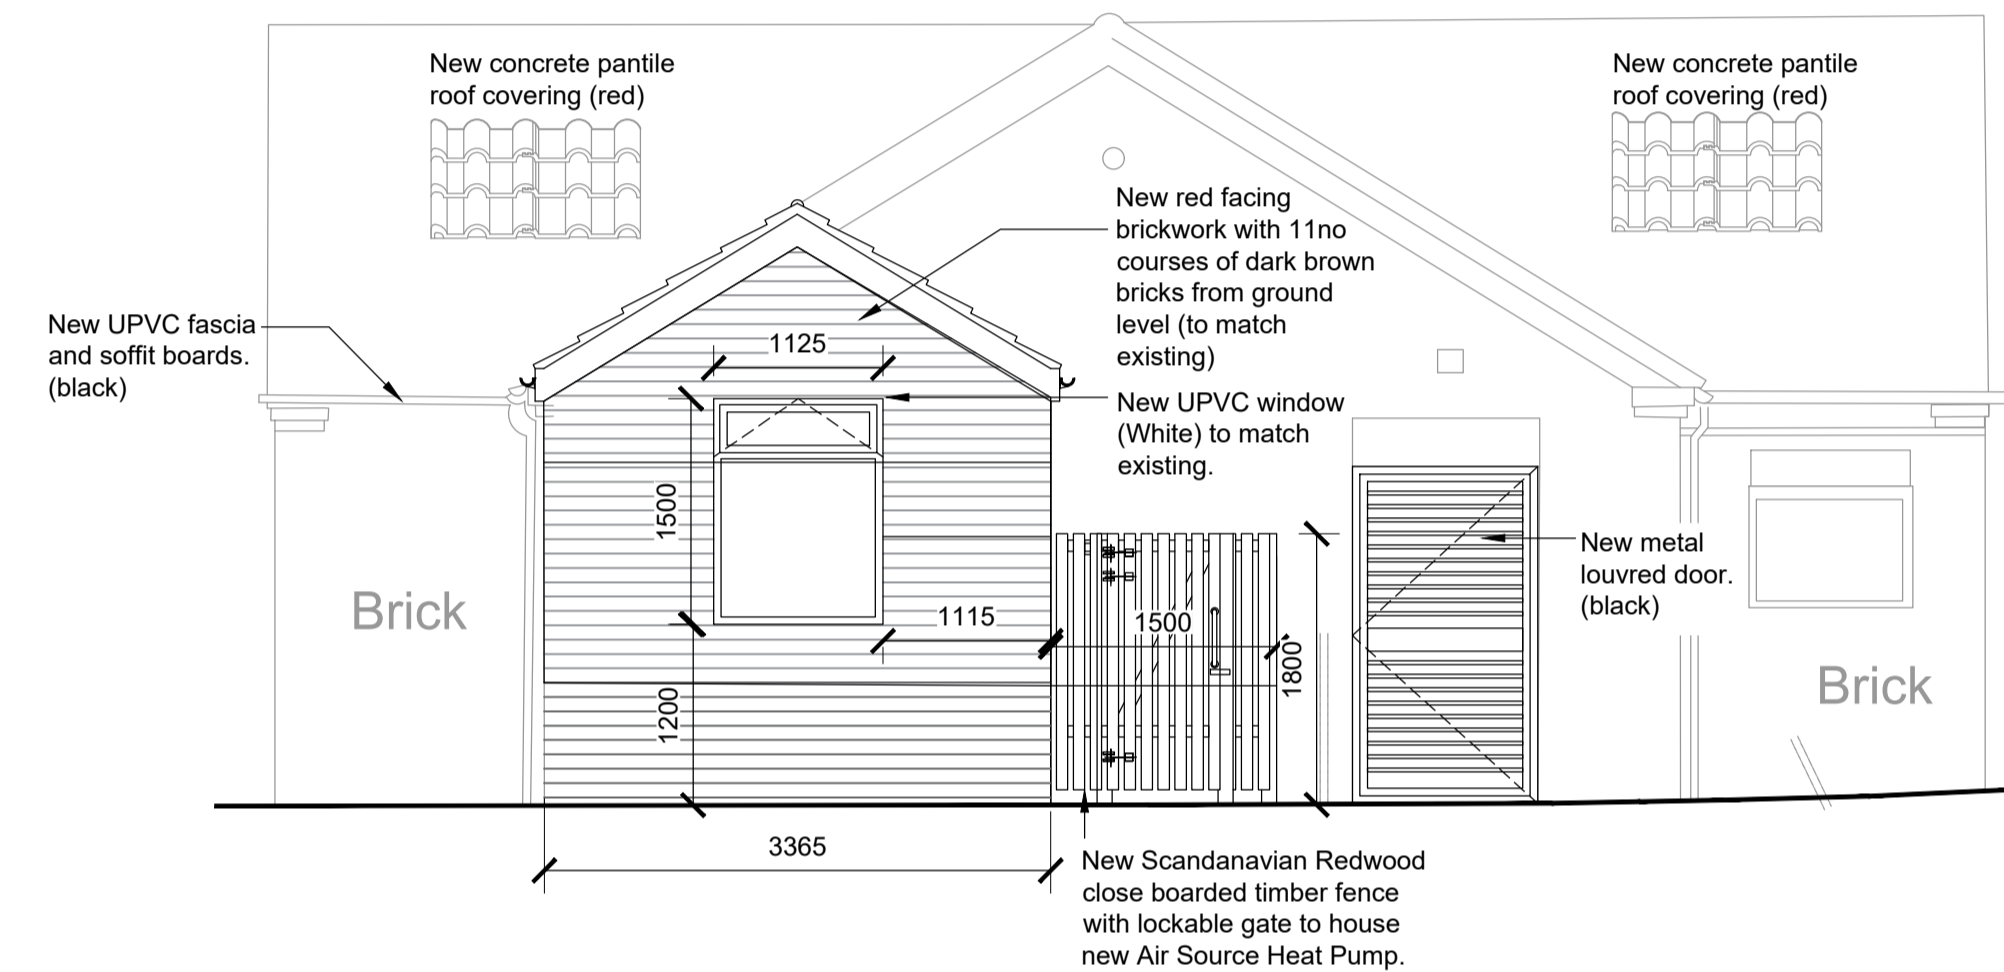 New concrete pantile
roof covering (red)
New concrete pantile
roof covering (red)
New red facing
brickwork with 11no
courses of dark brown
bricks from ground
level (to match
existing)
New UPVC fascia
and soffit boards.
(black)
1125
New UPVC window
(White) to match
existing.
1500
New metal
louvred door.
(black)
Brick
1115
1500
1800
Brick
1200
3365
New Scandanavian Redwood
close boarded timber fence
with lockable gate to house
new Air Source Heat Pump.